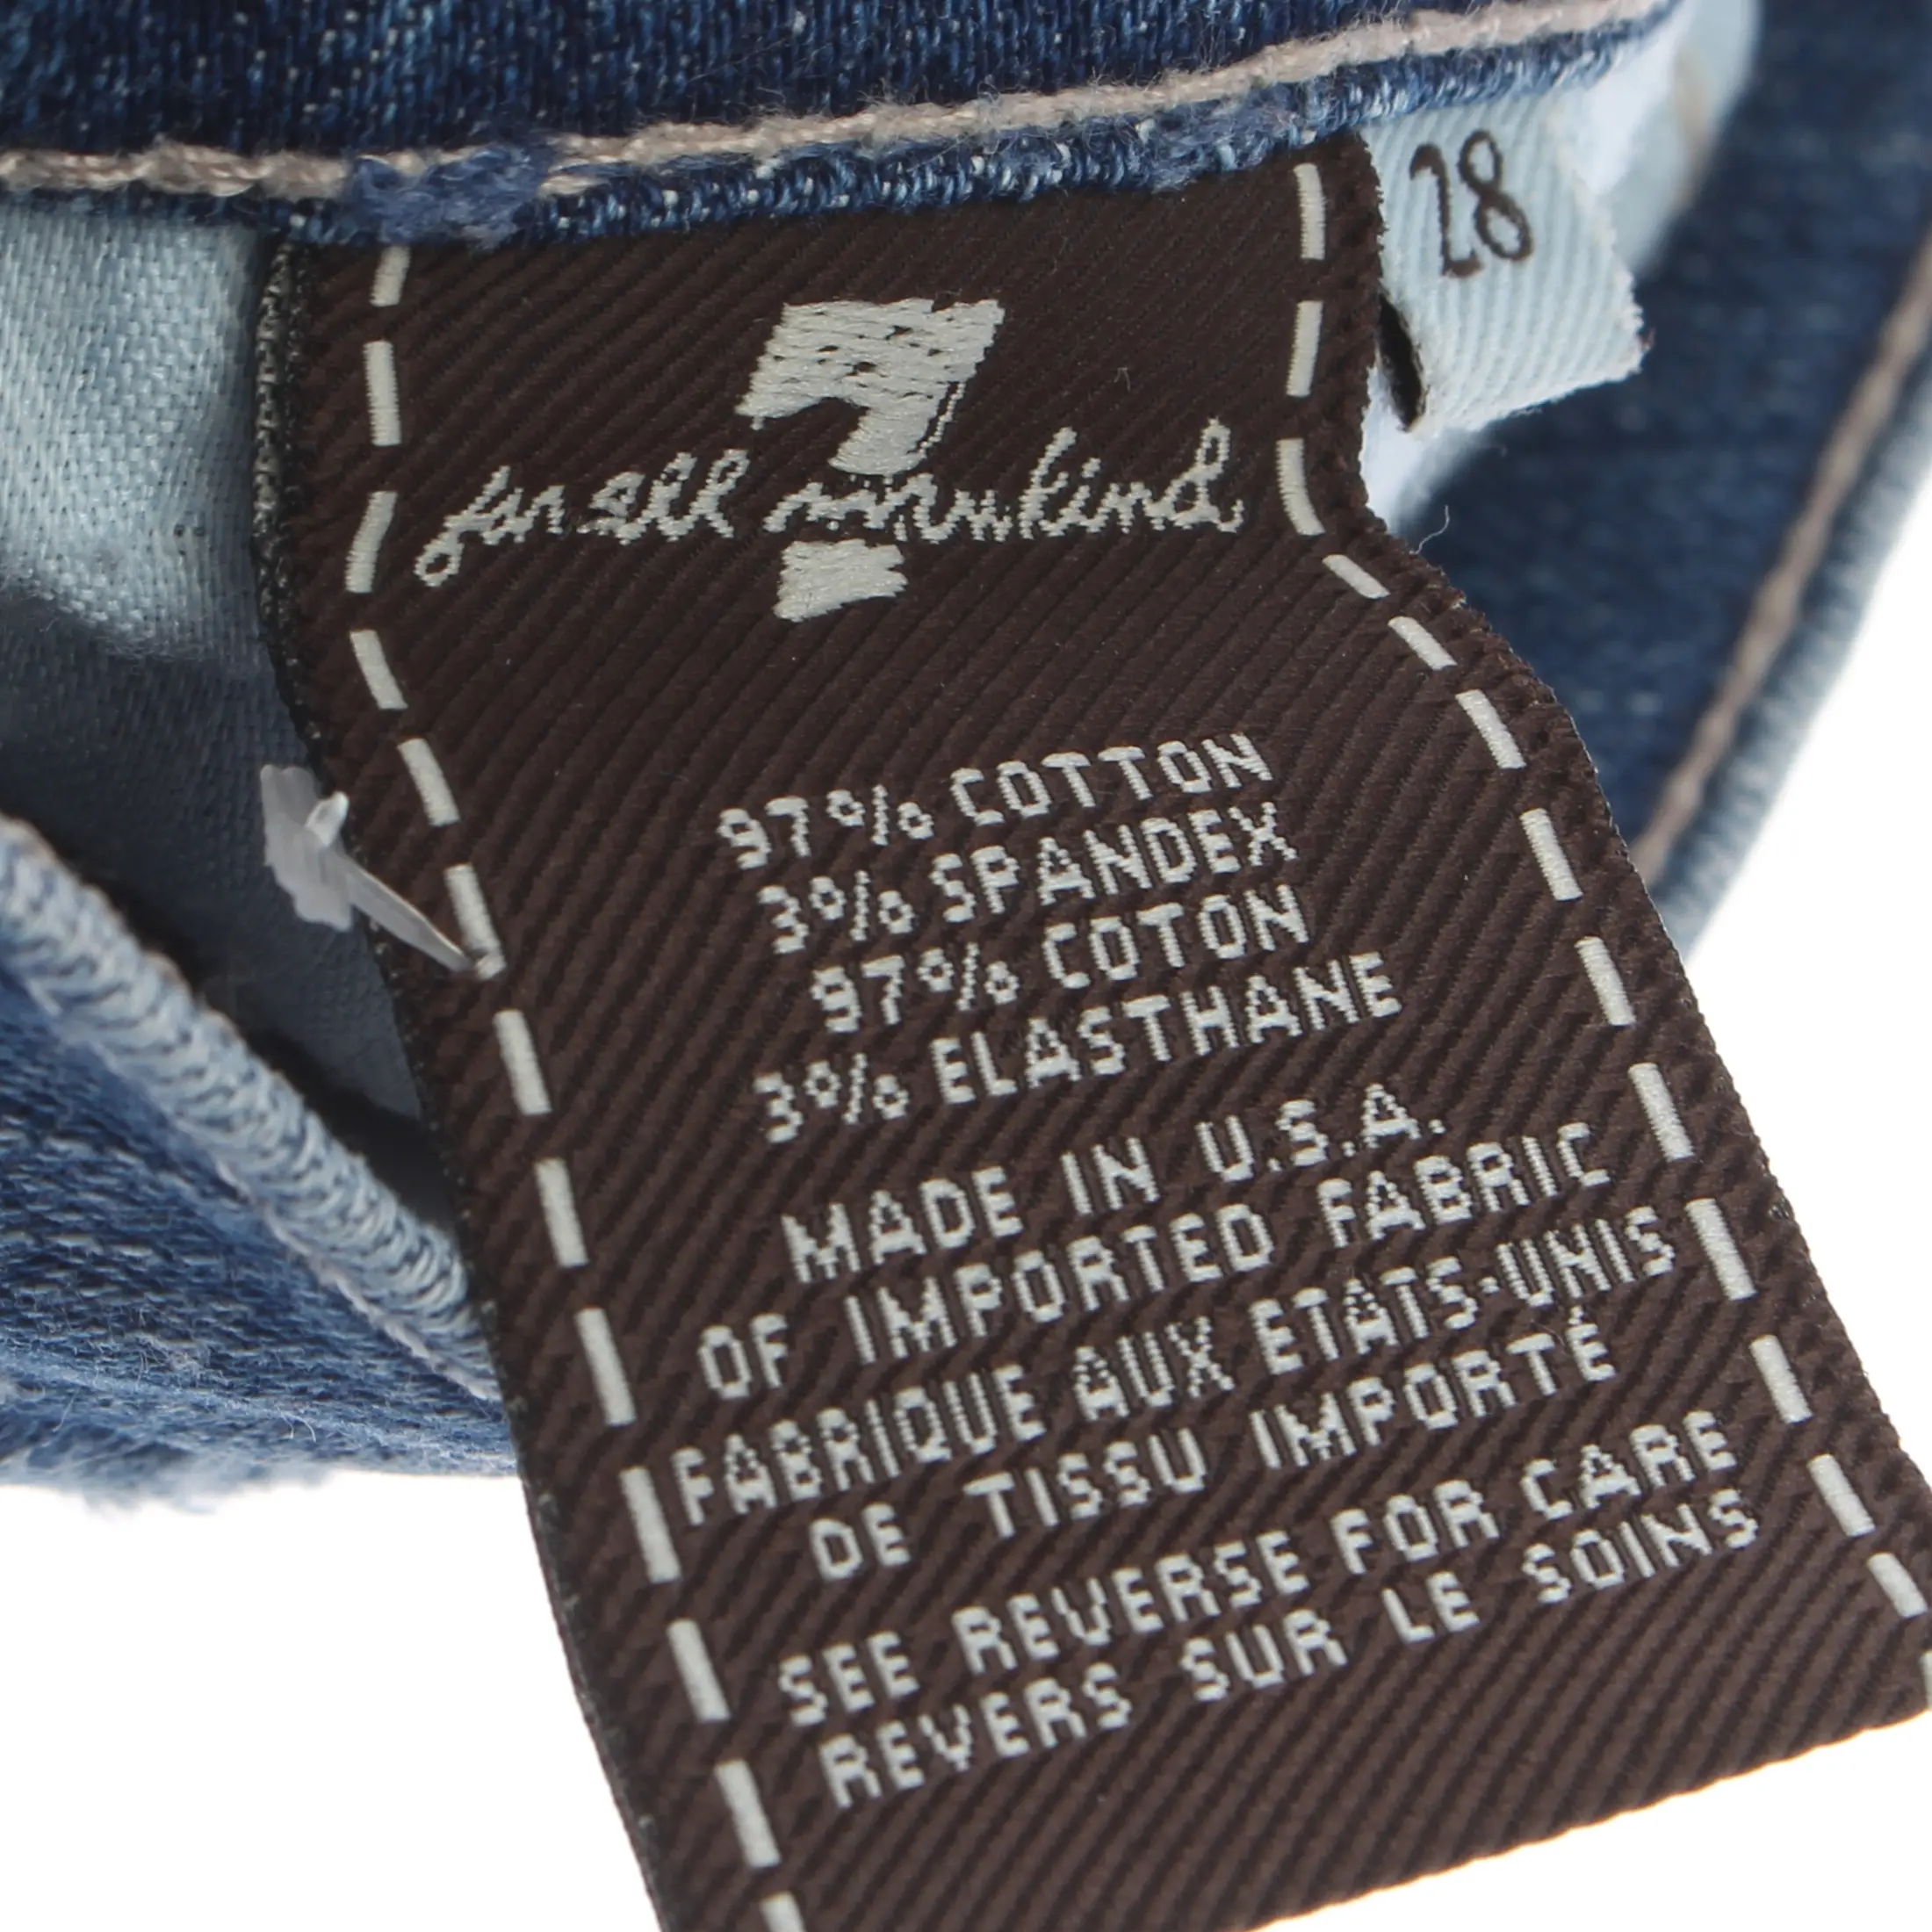 28
7
for all mankind
97% COTTON
3% SPANDEX
97% COTON
3% ELASTHANE
MADE IN U.S.A.
OF IMPORTED FABRIC
FABRIQUE AUX ETATS-UNIS
DE TISSU IMPORTÉ
SEE REVERSE FOR CARE
REVERS SUR LE SOINS